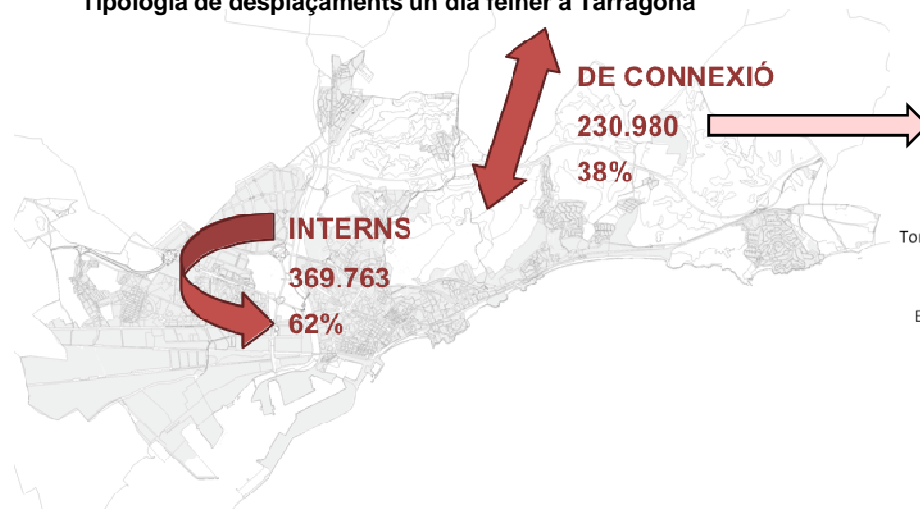 Tipologia de desplaçaments un dia feiner a Tarragona
DE CONNEXIÓ
230.980
38%
INTERNS
369.763
62%